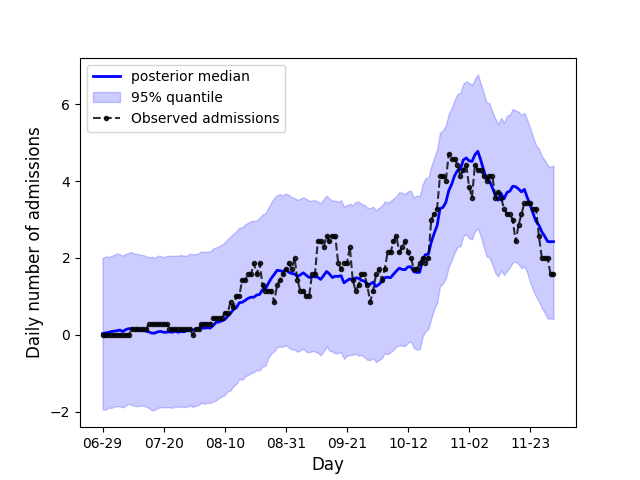 posterior median
95% quantile
Observed admissions
Daily number of admissions
6
4
2
0
−2
06-29 07-20 08-10 08-31 09-21 10-12 11-02 11-23
Day